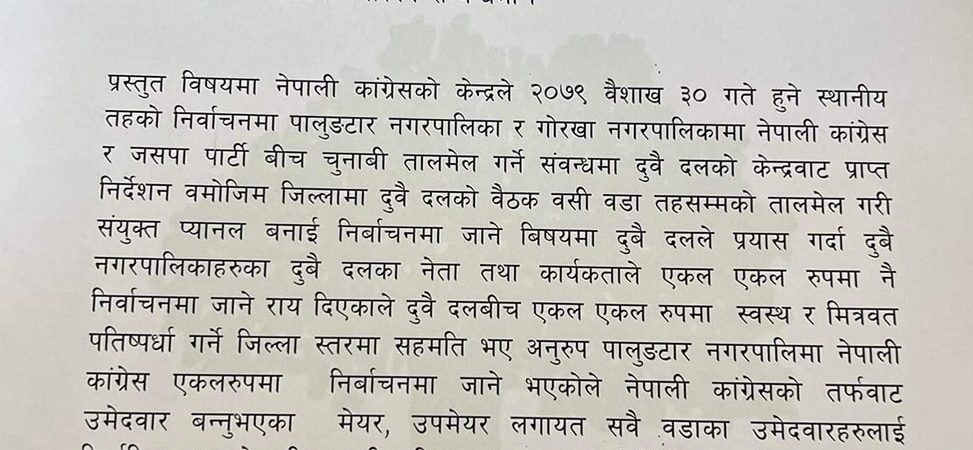 प्रस्तुत विषयमा नेपाली कांग्रेसको केन्द्रले २०७९ वैशाख ३० गते हुने स्थानीय
तहको निर्वाचनमा पालुङटार नगरपालिका र गोरखा नगरपालिकामा नेपाली कांग्रेस
र जसपा पार्टी बीच चुनाबी तालमेल गर्ने संवन्धमा दुवै दलको केन्द्रवाट प्राप्त
निर्देशन वमोजिम जिल्लामा दुवै दलको वैठक वसी वडा तहसम्मको तालमेल गरी
संयुक्त प्यानल बनाई निर्बाचनमा जाने बिषयमा दुबै दलले प्रयास गर्दा दुबै
नगरपालिकाहरुका दुबै दलका नेता तथा कार्यकताले एकल एकल रुपमा नै
निर्वाचनमा जाने राय दिएकाले दुवै दलबीच एकल एकल रुपमा स्वस्थ र मित्रवत
पतिष्पर्धा गर्ने जिल्ला स्तरमा सहमति भए अनुरुप पालुङटार नगरपालिमा नेपाली
कांग्रेस एकलरुपमा निर्बाचनमा जाने भएकोले नेपाली कांग्रेसको तर्फवाट
उमेदवार बन्नुभएका मेयर, उपमेयर लगायत सवै वडाका उमेदवारहरुलाई